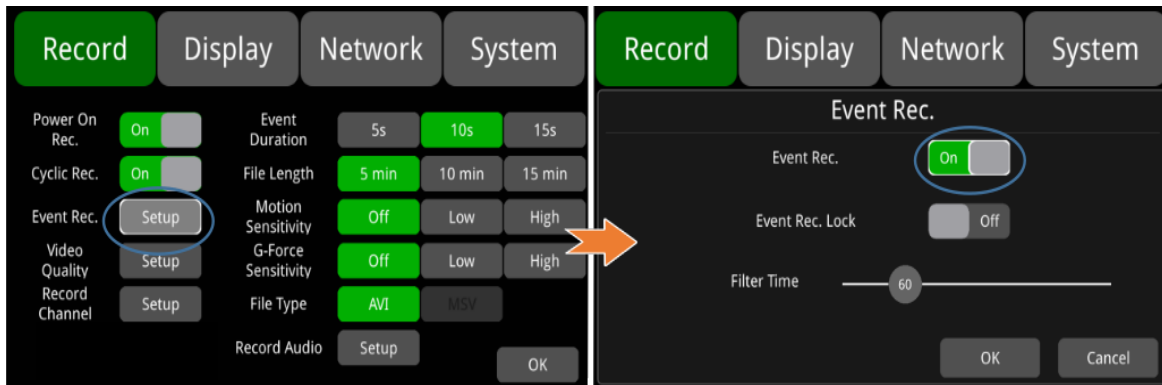 Record Display Network System
Power On
Rec.
On
Event
Duration
5s 10s 15s
Cyclic Rec. On File Length 5 min 10 min 15 min
Event Rec. Setup
Motion
Sensitivity
Off Low High
Video
Quality
Setup
G-Force
Sensitivity
Off Low High
Record
Channel
Setup
File Type AVI MSV
Record Audio Setup
OK
Record Display Network System
Event Rec.
Event Rec. On
Event Rec. Lock Off
Filter Time 60
OK Cancel